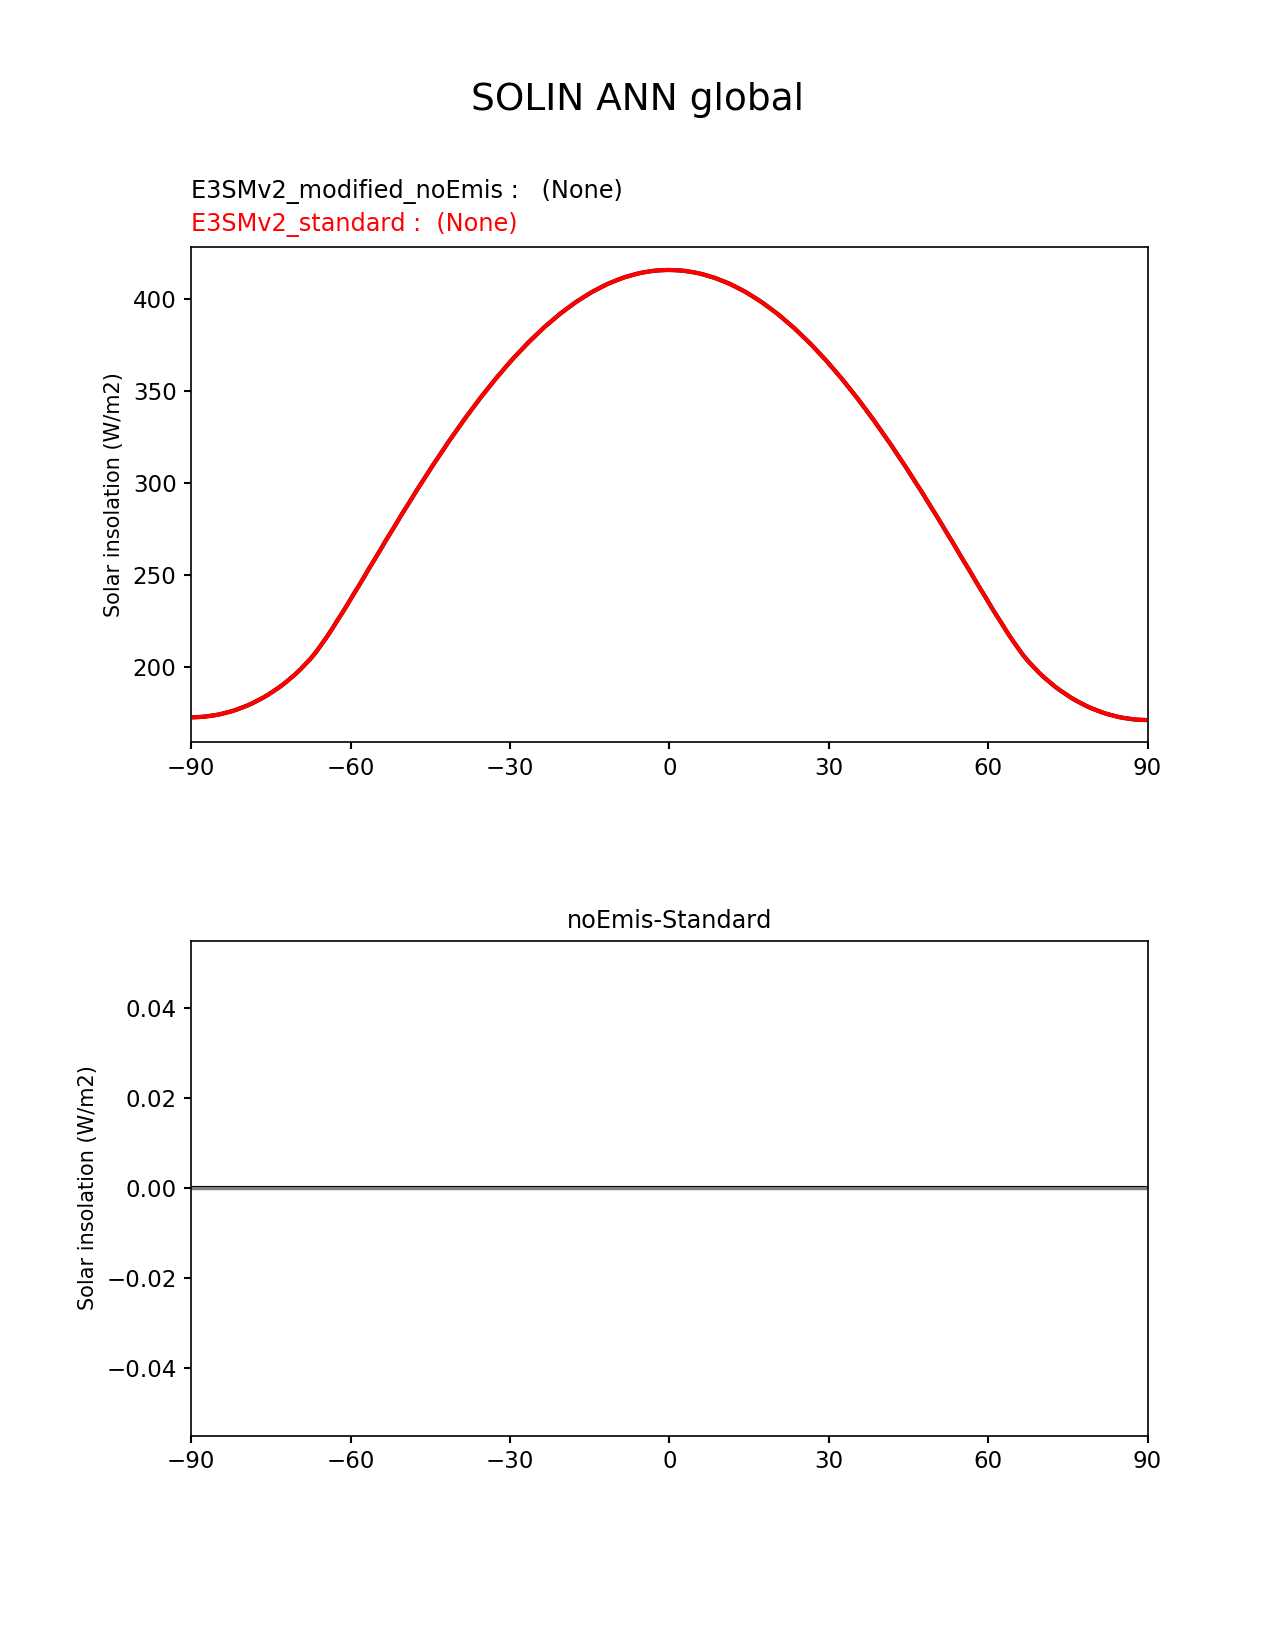 SOLIN ANN global
E3SMv2_modified_noEmis :   (None)
E3SMv2_standard :  (None)
Solar insolation (W/m2)
400
350
300
250
200
−90 −60 −30 0 30 60 90
noEmis-Standard
Solar insolation (W/m2)
0.04
0.02
0.00
−0.02
−0.04
−90 −60 −30 0 30 60 90